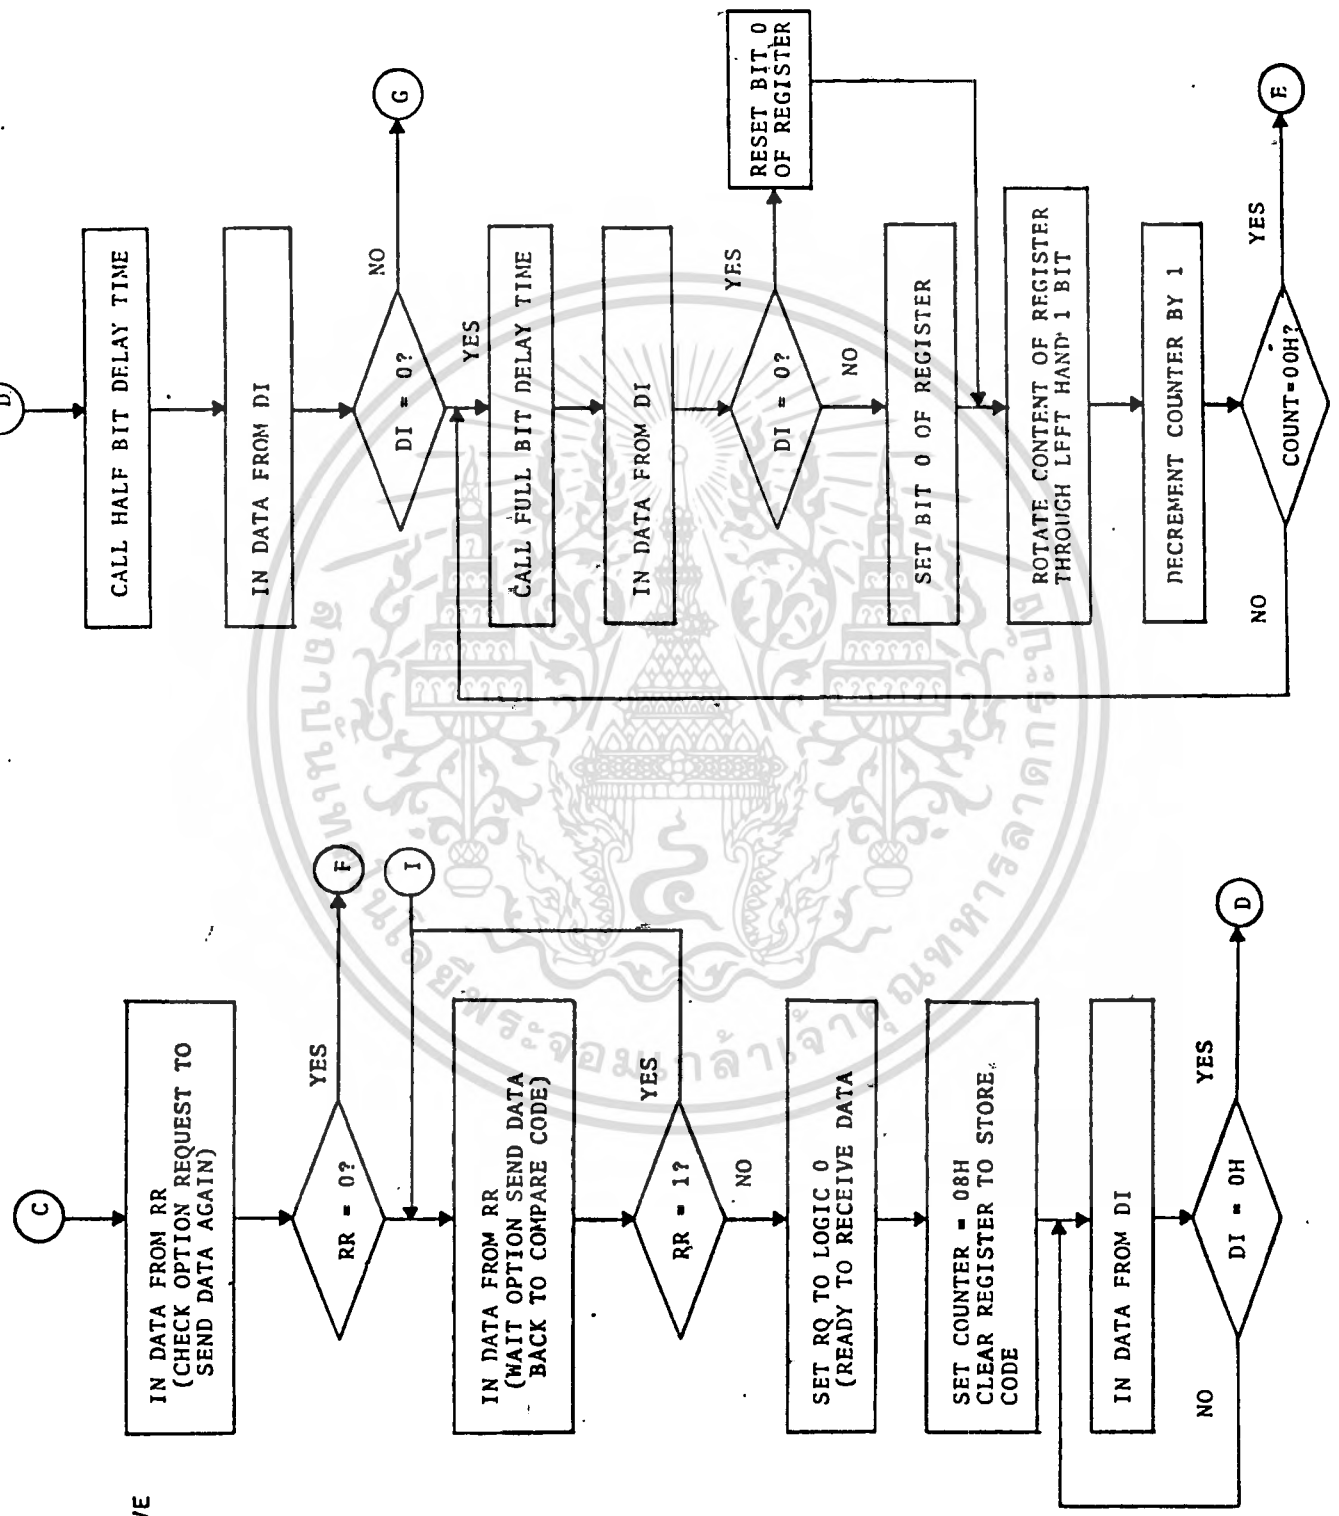 C
IN DATA FROM RR
(CHECK OPTION REQUEST TO
SEND DATA AGAIN)
RR = 0?
YES
F
I
IN DATA FROM RR
(WAIT OPTION SEND DATA
BACK TO COMPARE CODE)
RR = 1?
YES
NO
SET RQ TO LOGIC 0
(READY TO RECEIVE DATA
SET COUNTER = 08H
CLEAR REGISTER TO STORE
CODE
IN DATA FROM DI
DI = 0H
YES
NO
D
D
CALL HALF BIT DELAY TIME
IN DATA FROM DI
DI = 0?
NO
G
YES
CALL FULL BIT DELAY TIME
IN DATA FROM DI
DI = 0?
YES
RESET BIT 0
OF REGISTER
NO
SET BIT 0 OF REGISTER
ROTATE CONTENT OF REGISTER
THROUGH LEFT HAND 1 BIT
DECREMENT COUNTER BY 1
COUNT=00H?
YES
E
NO